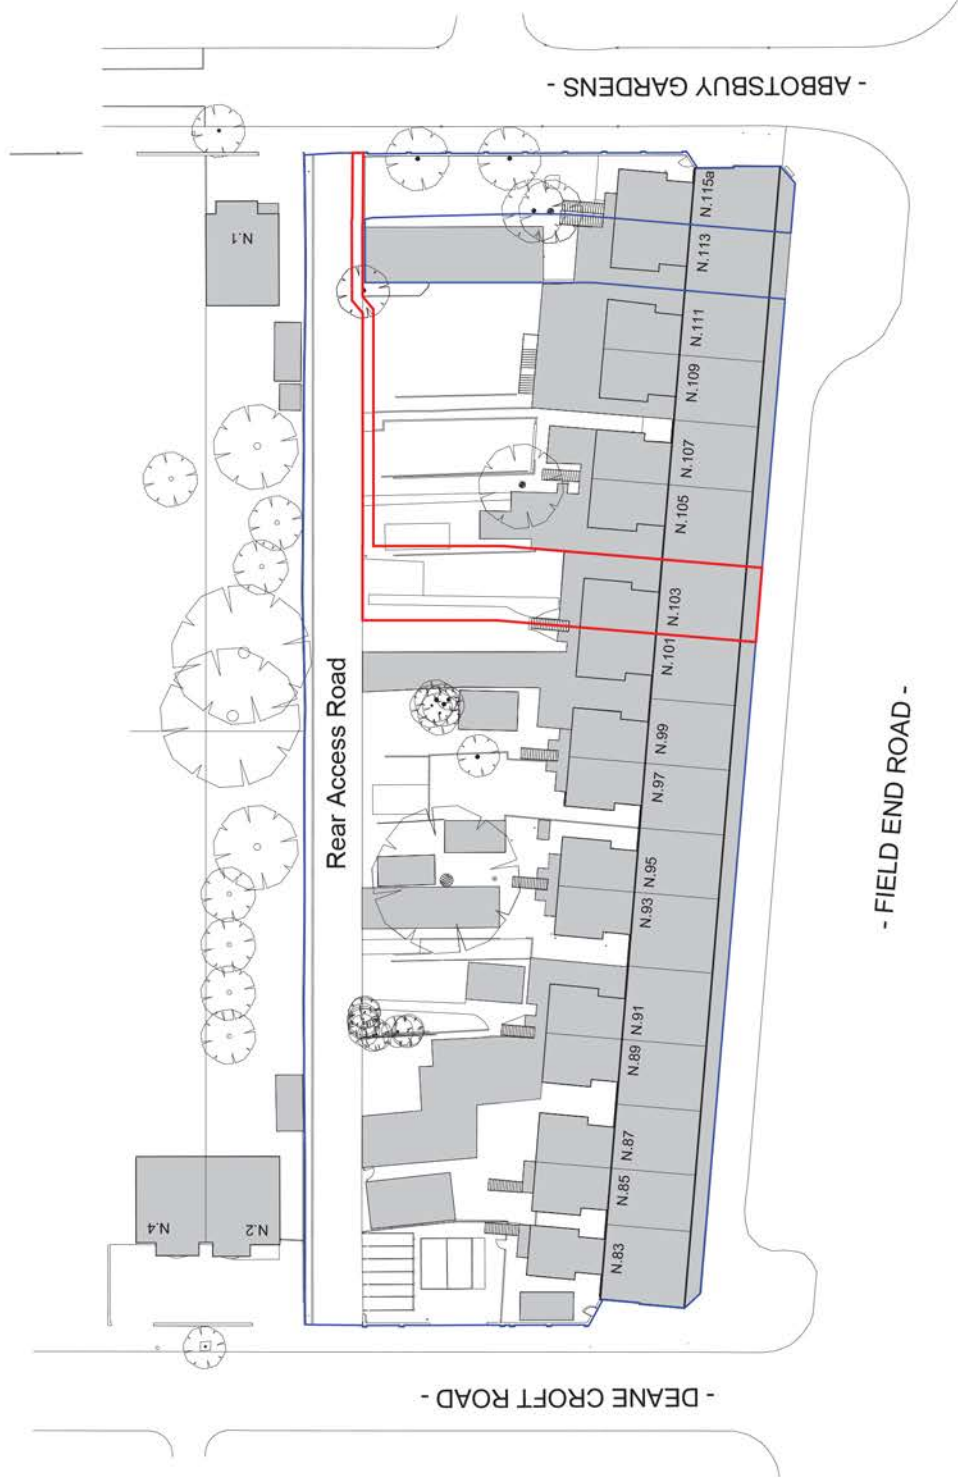 - ABBOTSBUY GARDENS -
N.1
N.115a
N.113
N.111
N.109
N.107
N.105
N.103
N.101
N.99
N.97
N.95
N.93
N.91
N.89
N.87
N.85
N.83
Rear Access Road
- FIELD END ROAD -
N.4
N.2
- DEANE CROFT ROAD -